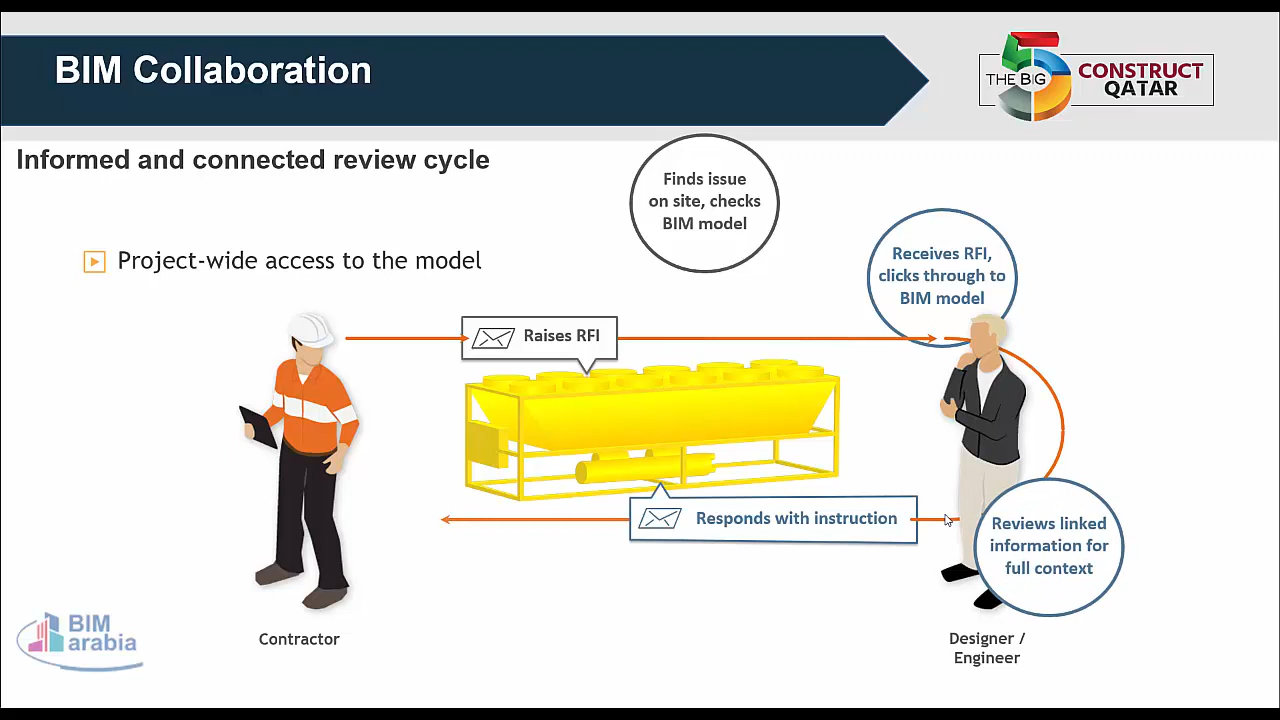 BIM Collaboration
THE BIG 5
CONSTRUCT
QATAR
Informed and connected review cycle
Finds issue
on site, checks
BIM model
Project-wide access to the model
Receives RFI,
clicks through to
BIM model
Raises RFI
Responds with instruction
Reviews linked
information for
full context
BIM
arabia
Contractor
Designer /
Engineer